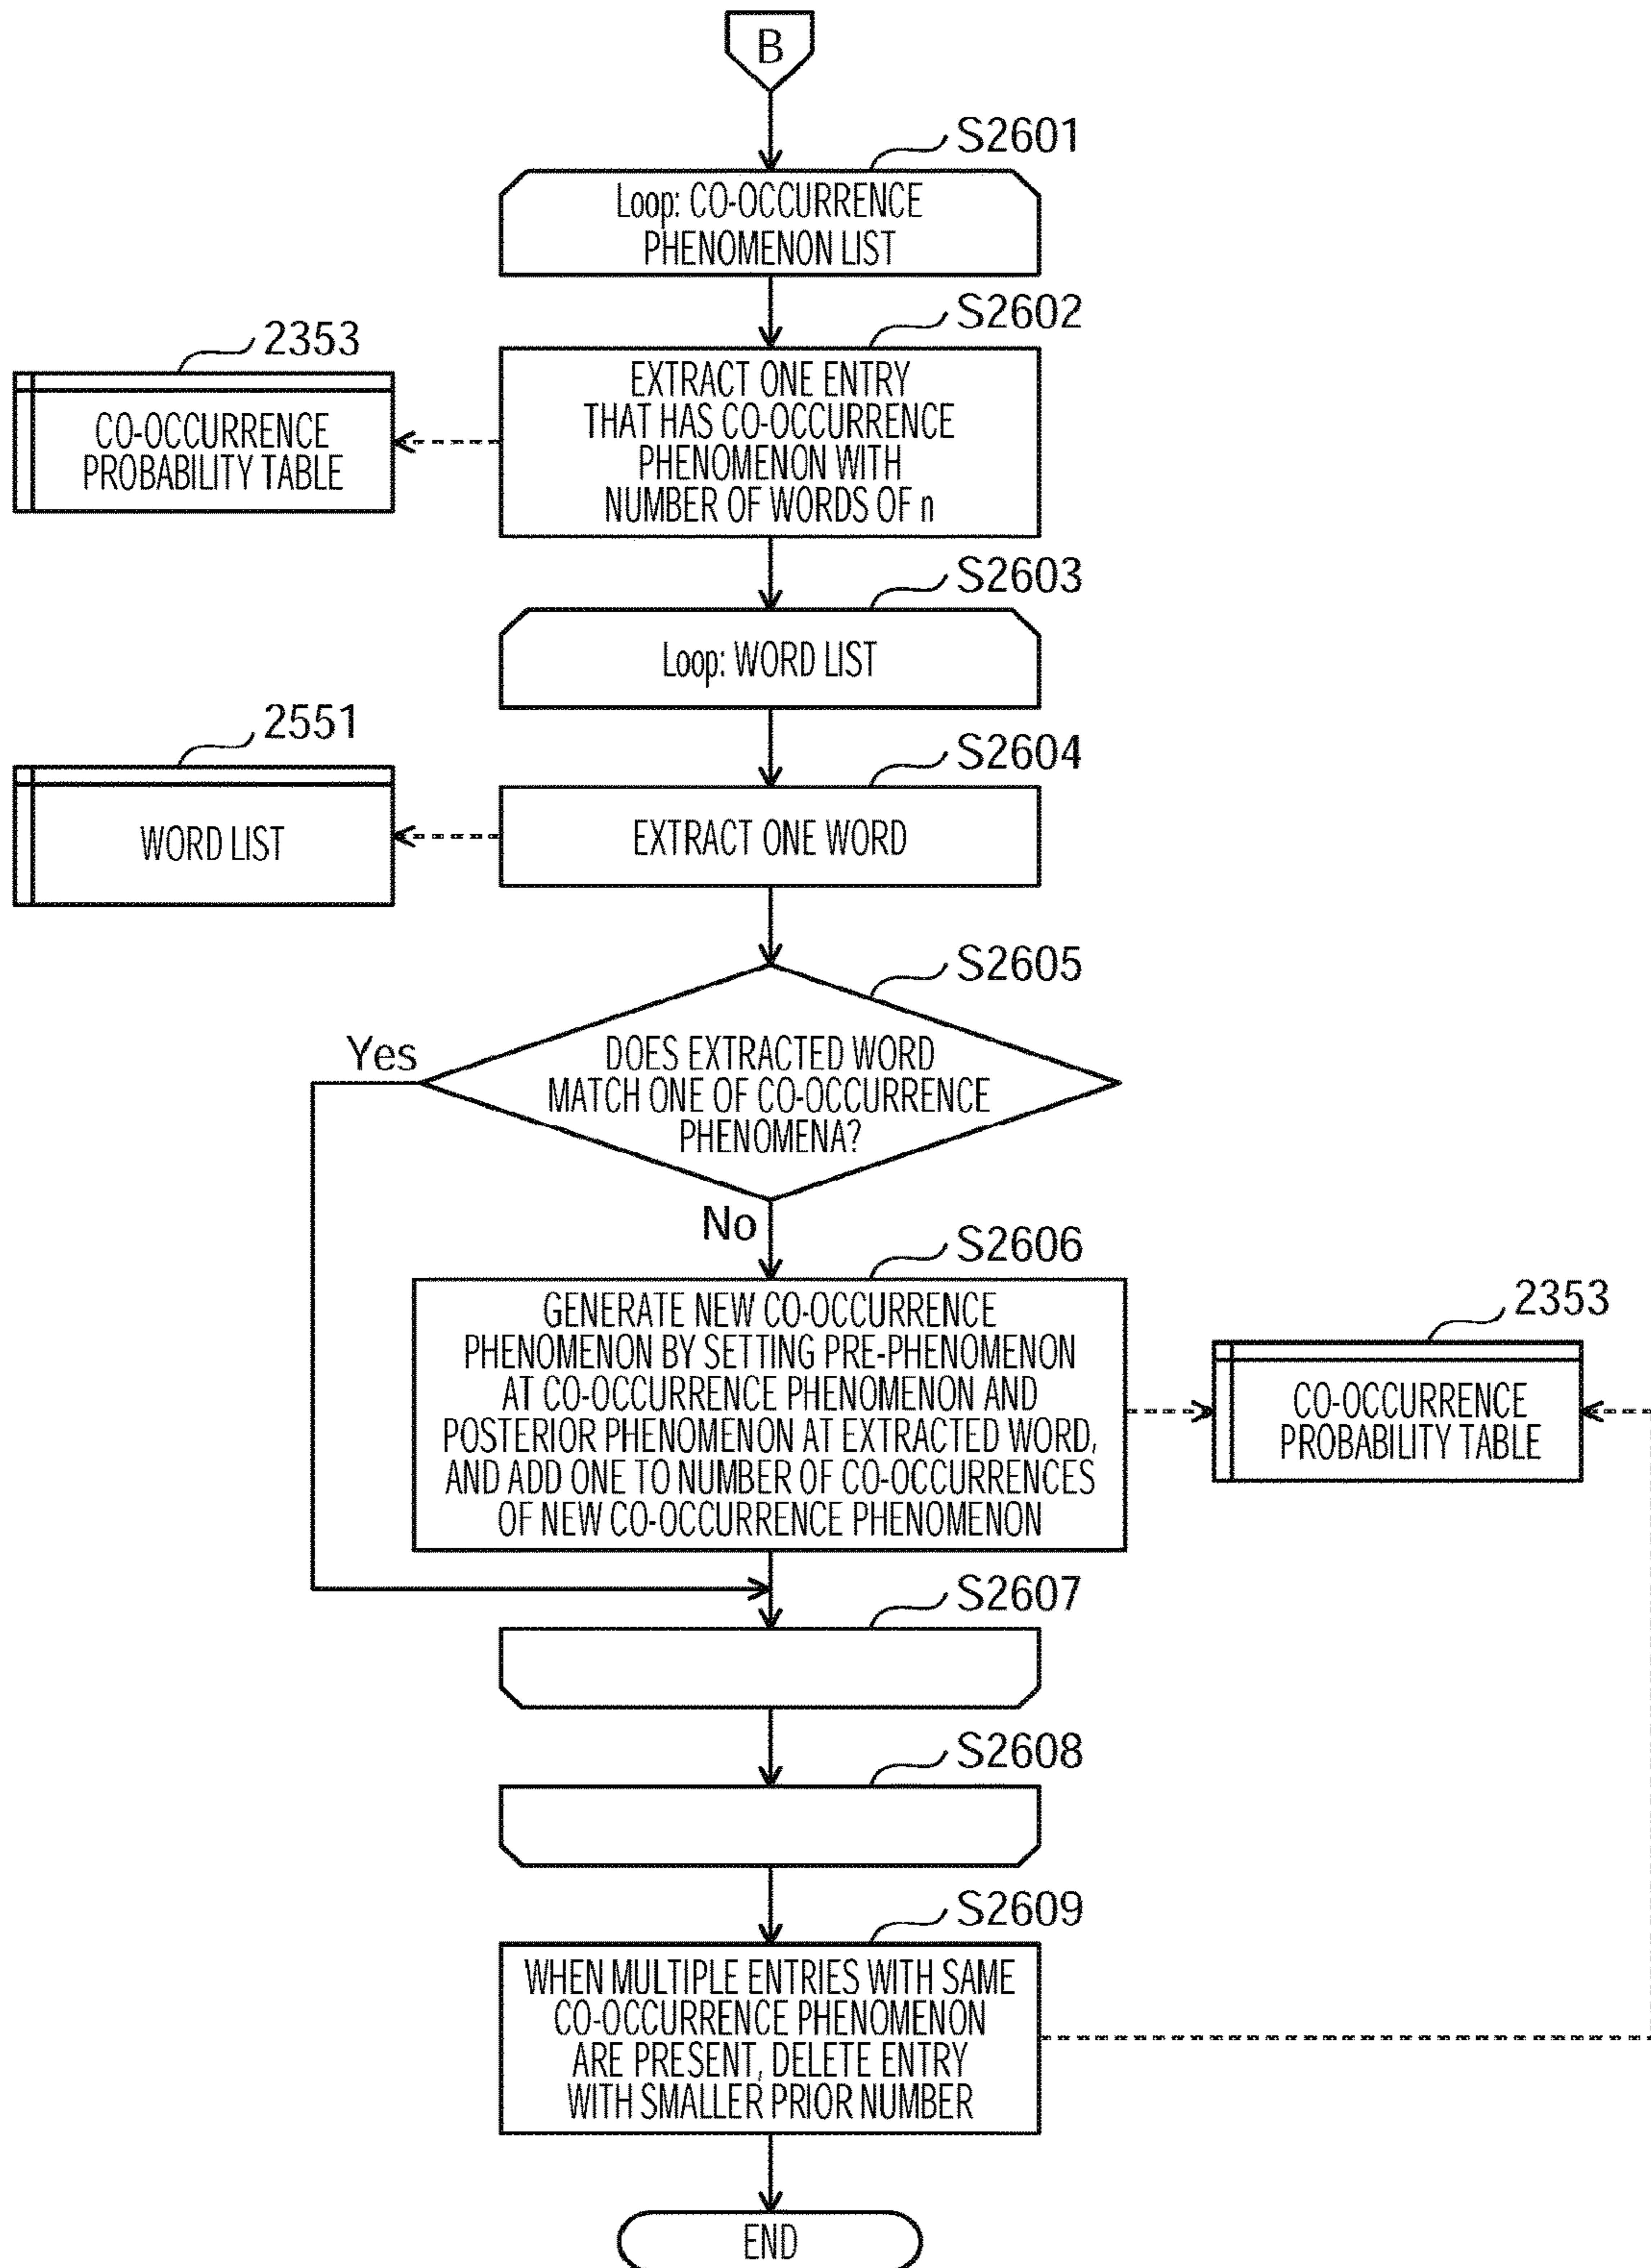 B
S2601
Loop: CO-OCCURRENCE
PHENOMENON LIST
S2602
2353
EXTRACT ONE ENTRY
THAT HAS CO-OCCURRENCE
PHENOMENON WITH
NUMBER OF WORDS OF n
CO-OCCURRENCE
PROBABILITY TABLE
S2603
Loop: WORD LIST
2551
S2604
WORD LIST
EXTRACT ONE WORD
S2605
Yes
DOES EXTRACTED WORD
MATCH ONE OF CO-OCCURRENCE
PHENOMENA?
No
S2606
GENERATE NEW CO-OCCURRENCE
PHENOMENON BY SETTING PRE-PHENOMENON
AT CO-OCCURRENCE PHENOMENON AND
POSTERIOR PHENOMENON AT EXTRACTED WORD,
AND ADD ONE TO NUMBER OF CO-OCCURRENCES
OF NEW CO-OCCURRENCE PHENOMENON
2353
CO-OCCURRENCE
PROBABILITY TABLE
S2607
S2608
S2609
WHEN MULTIPLE ENTRIES WITH SAME
CO-OCCURRENCE PHENOMENON
ARE PRESENT, DELETE ENTRY
WITH SMALLER PRIOR NUMBER
END